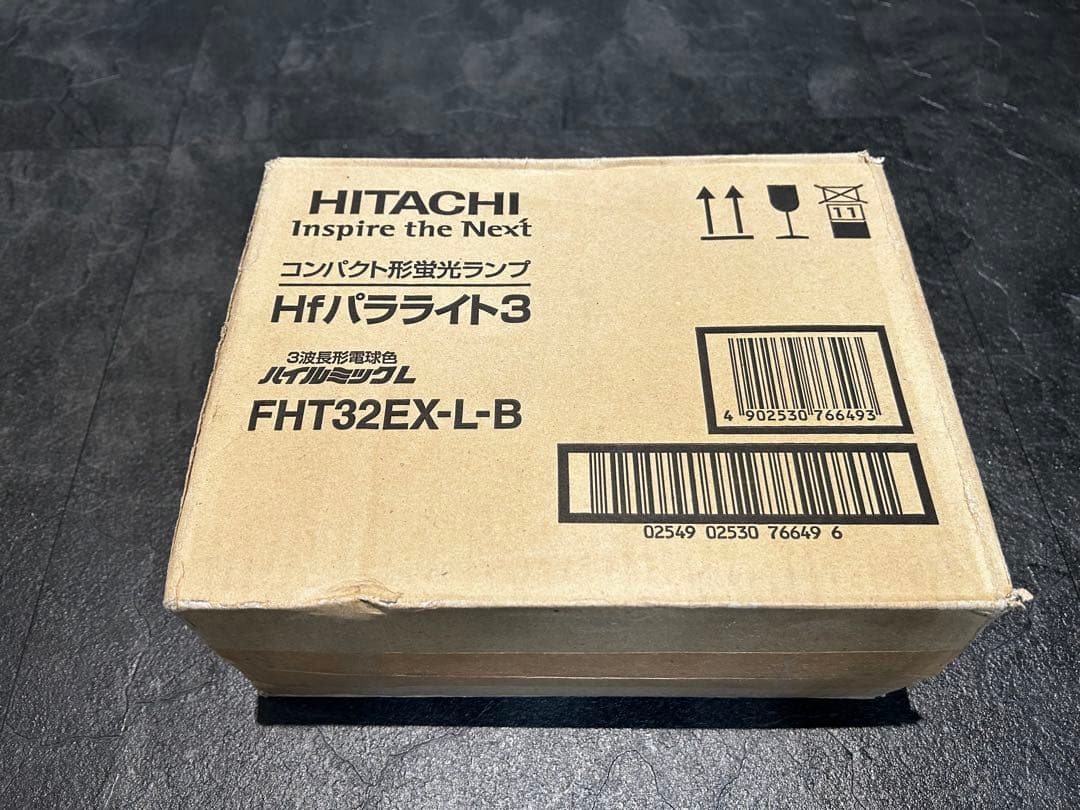 HITACHI
Inspire the Next
コンパクト形蛍光ランプ
Hfパラライト3
3波長形電球色
ハイルミックL
FHT32EX-L-B
11
4 902530 766493
02549 02530 76649 6